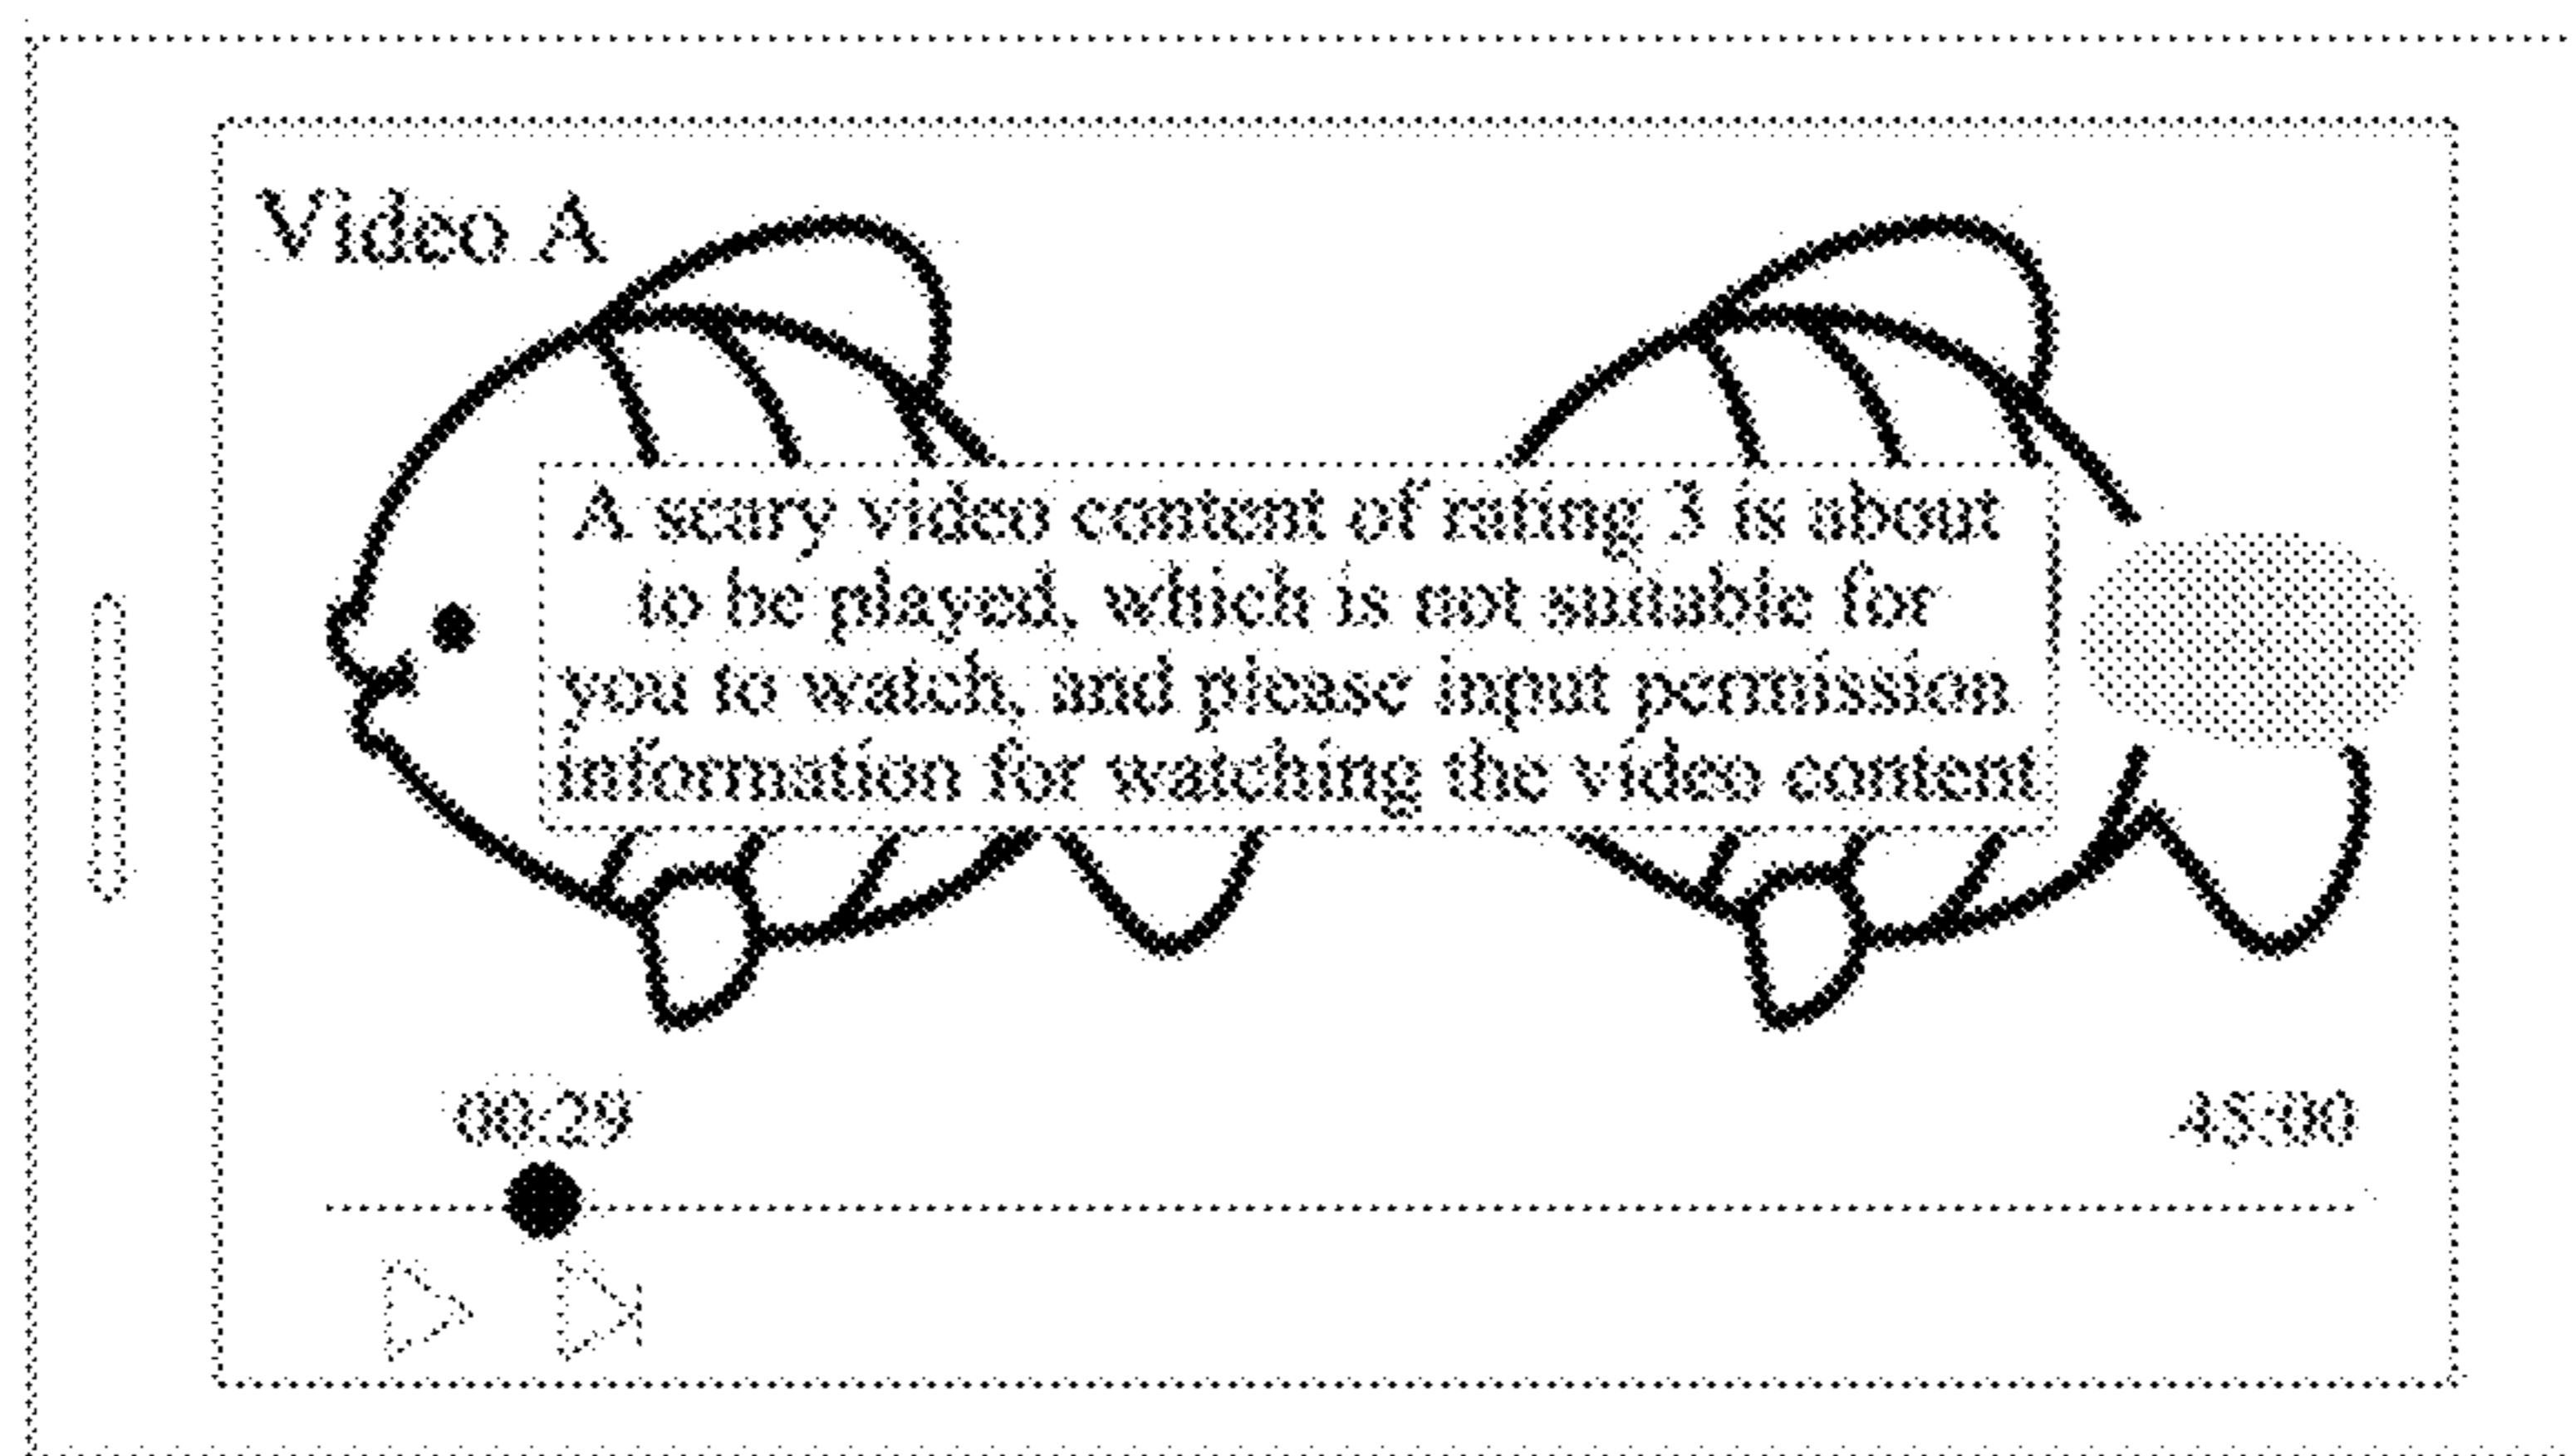 Video A
A scary video content of rating 3 is about
to be played, which is not suitable for
you to watch, and please input permission
information for watching the video content
00:29
45:00